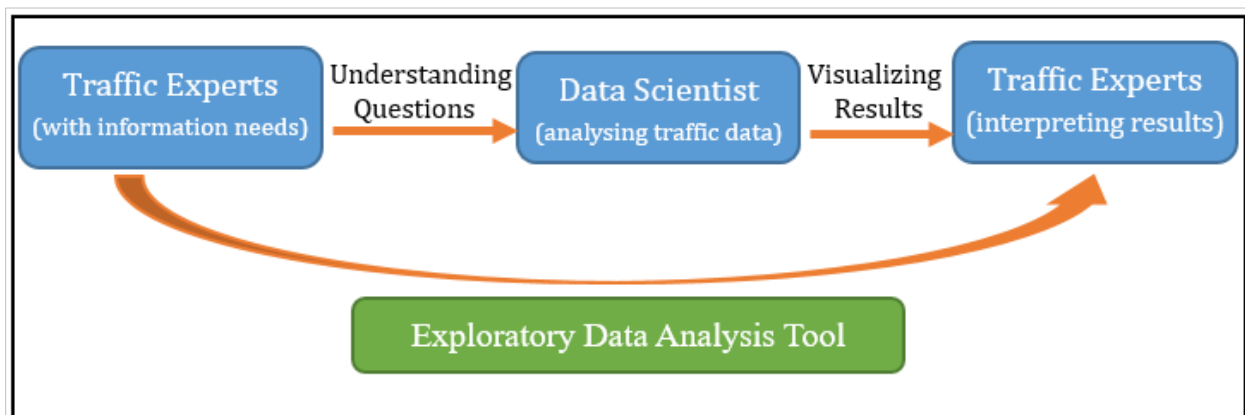 Traffic Experts
(with information needs)
Understanding
Questions
Data Scientist
(analysing traffic data)
Visualizing
Results
Traffic Experts
(interpreting results)
Exploratory Data Analysis Tool